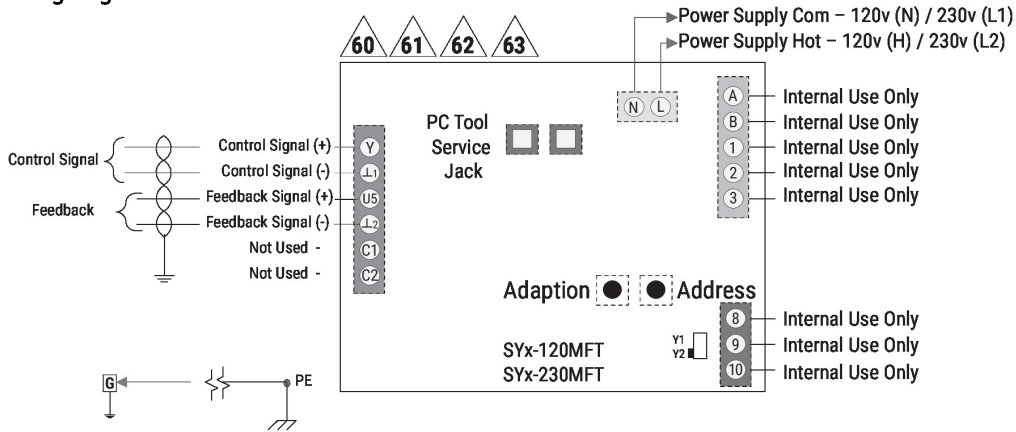 Power Supply Com – 120v (N) / 230v (L1)
Power Supply Hot – 120v (H) / 230v (L2)
60 61 62 63
N L
A Internal Use Only
B Internal Use Only
1 Internal Use Only
2 Internal Use Only
3 Internal Use Only
PC Tool
Service
Jack
Control Signal
Feedback
Control Signal (+) Y
Control Signal (-) ⊥1
Feedback Signal (+) U5
Feedback Signal (-) ⊥2
Not Used - C1
Not Used - C2
Adaption Address
8 Internal Use Only
9 Internal Use Only
10 Internal Use Only
Y1
Y2
SYx-120MFT
SYx-230MFT
G PE